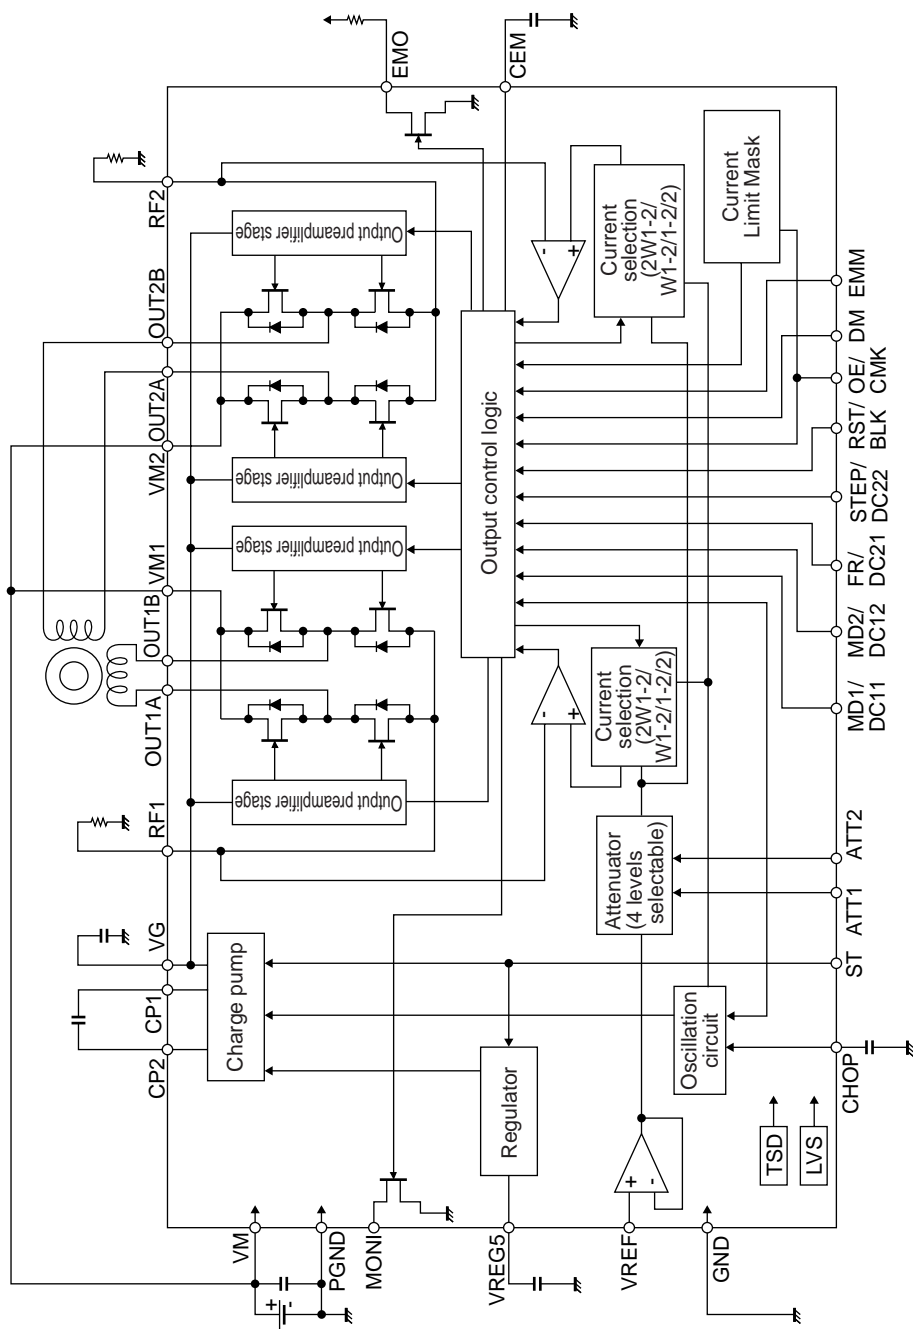 VM
PGND
MONI
VREG5
VREF
GND
+
-
CP2
CP1
VG
RF1
OUT1A
OUT1B
VM1
VM2
OUT2A
OUT2B
RF2
EMO
CEM
Charge pump
Regulator
+
-
TSD
LVS
Oscillation
circuit
Attenuator
(4 levels
selectable)
Current
selection
(2W1-2/
W1-2/1-2/2)
-
+
Output preamplifier stage
Output preamplifier stage
Output preamplifier stage
Output preamplifier stage
Output control logic
-
+
Current
selection
(2W1-2/
W1-2/1-2/2)
Current
Limit Mask
CHOP
ST
ATT1
ATT2
MD1/
DC11
MD2/
DC12
FR/
DC21
STEP/
DC22
RST/
BLK
OE/
CMK
DM
EMM